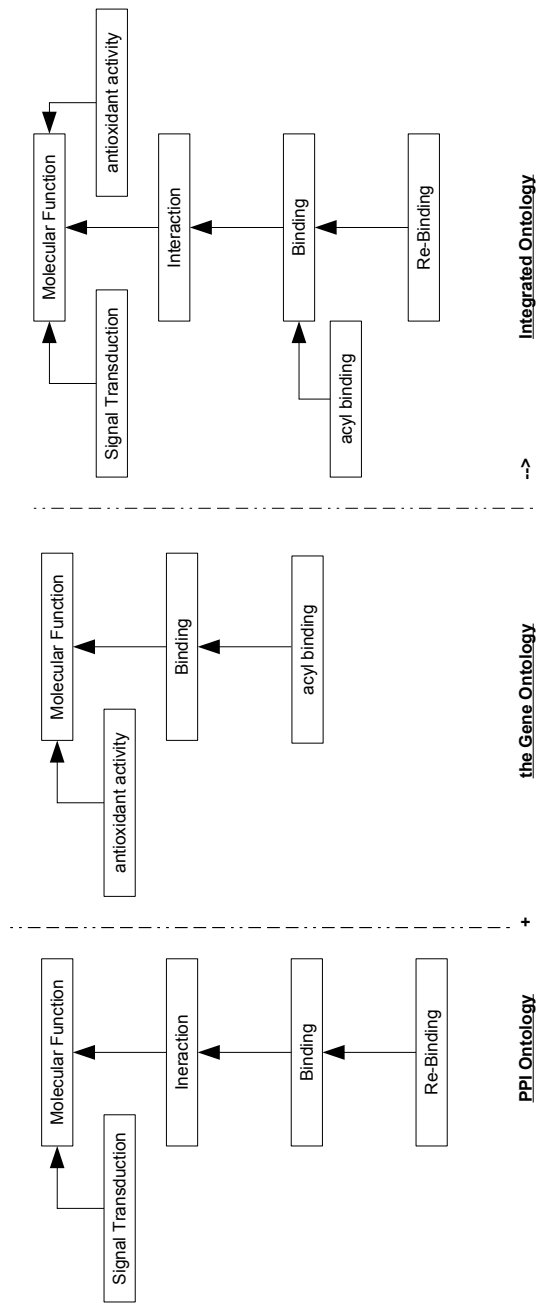 Molecular Function
Signal Transduction
Ineraction
Binding
Re-Binding
PPI Ontology
+
Molecular Function
antioxidant activity
Binding
acyl binding
the Gene Ontology
-->
Molecular Function
Signal Transduction
antioxidant activity
Interaction
Binding
acyl binding
Re-Binding
Integrated Ontology